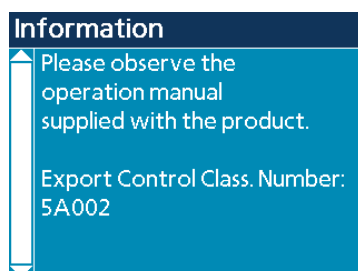 Information
Please observe the
operation manual
supplied with the product.
Export Control Class. Number:
5A002